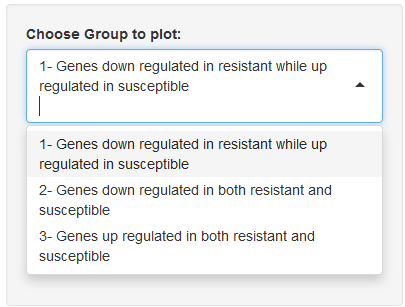 Choose Group to plot:
1- Genes down regulated in resistant while up
regulated in susceptible
1- Genes down regulated in resistant while up
regulated in susceptible
2- Genes down regulated in both resistant and
susceptible
3- Genes up regulated in both resistant and
susceptible